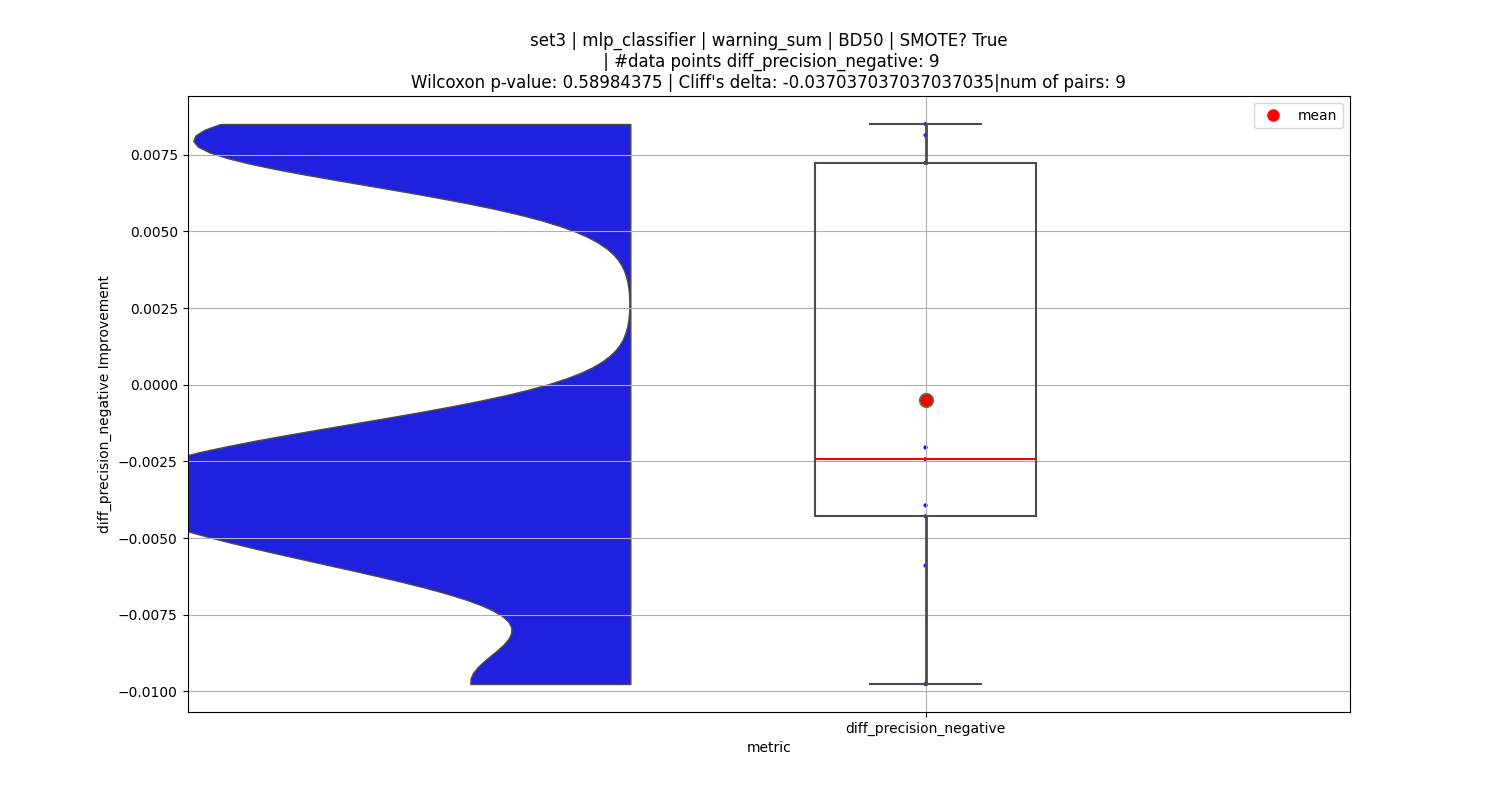 set3 | mlp_classifier | warning_sum | BD50 | SMOTE? True
| #data points diff_precision_negative: 9
Wilcoxon p-value: 0.58984375 | Cliff's delta: -0.037037037037037035|num of pairs: 9
mean
0.0075
0.0050
0.0025
0.0000
−0.0025
−0.0050
−0.0075
−0.0100
diff_precision_negative Improvement
diff_precision_negative
metric